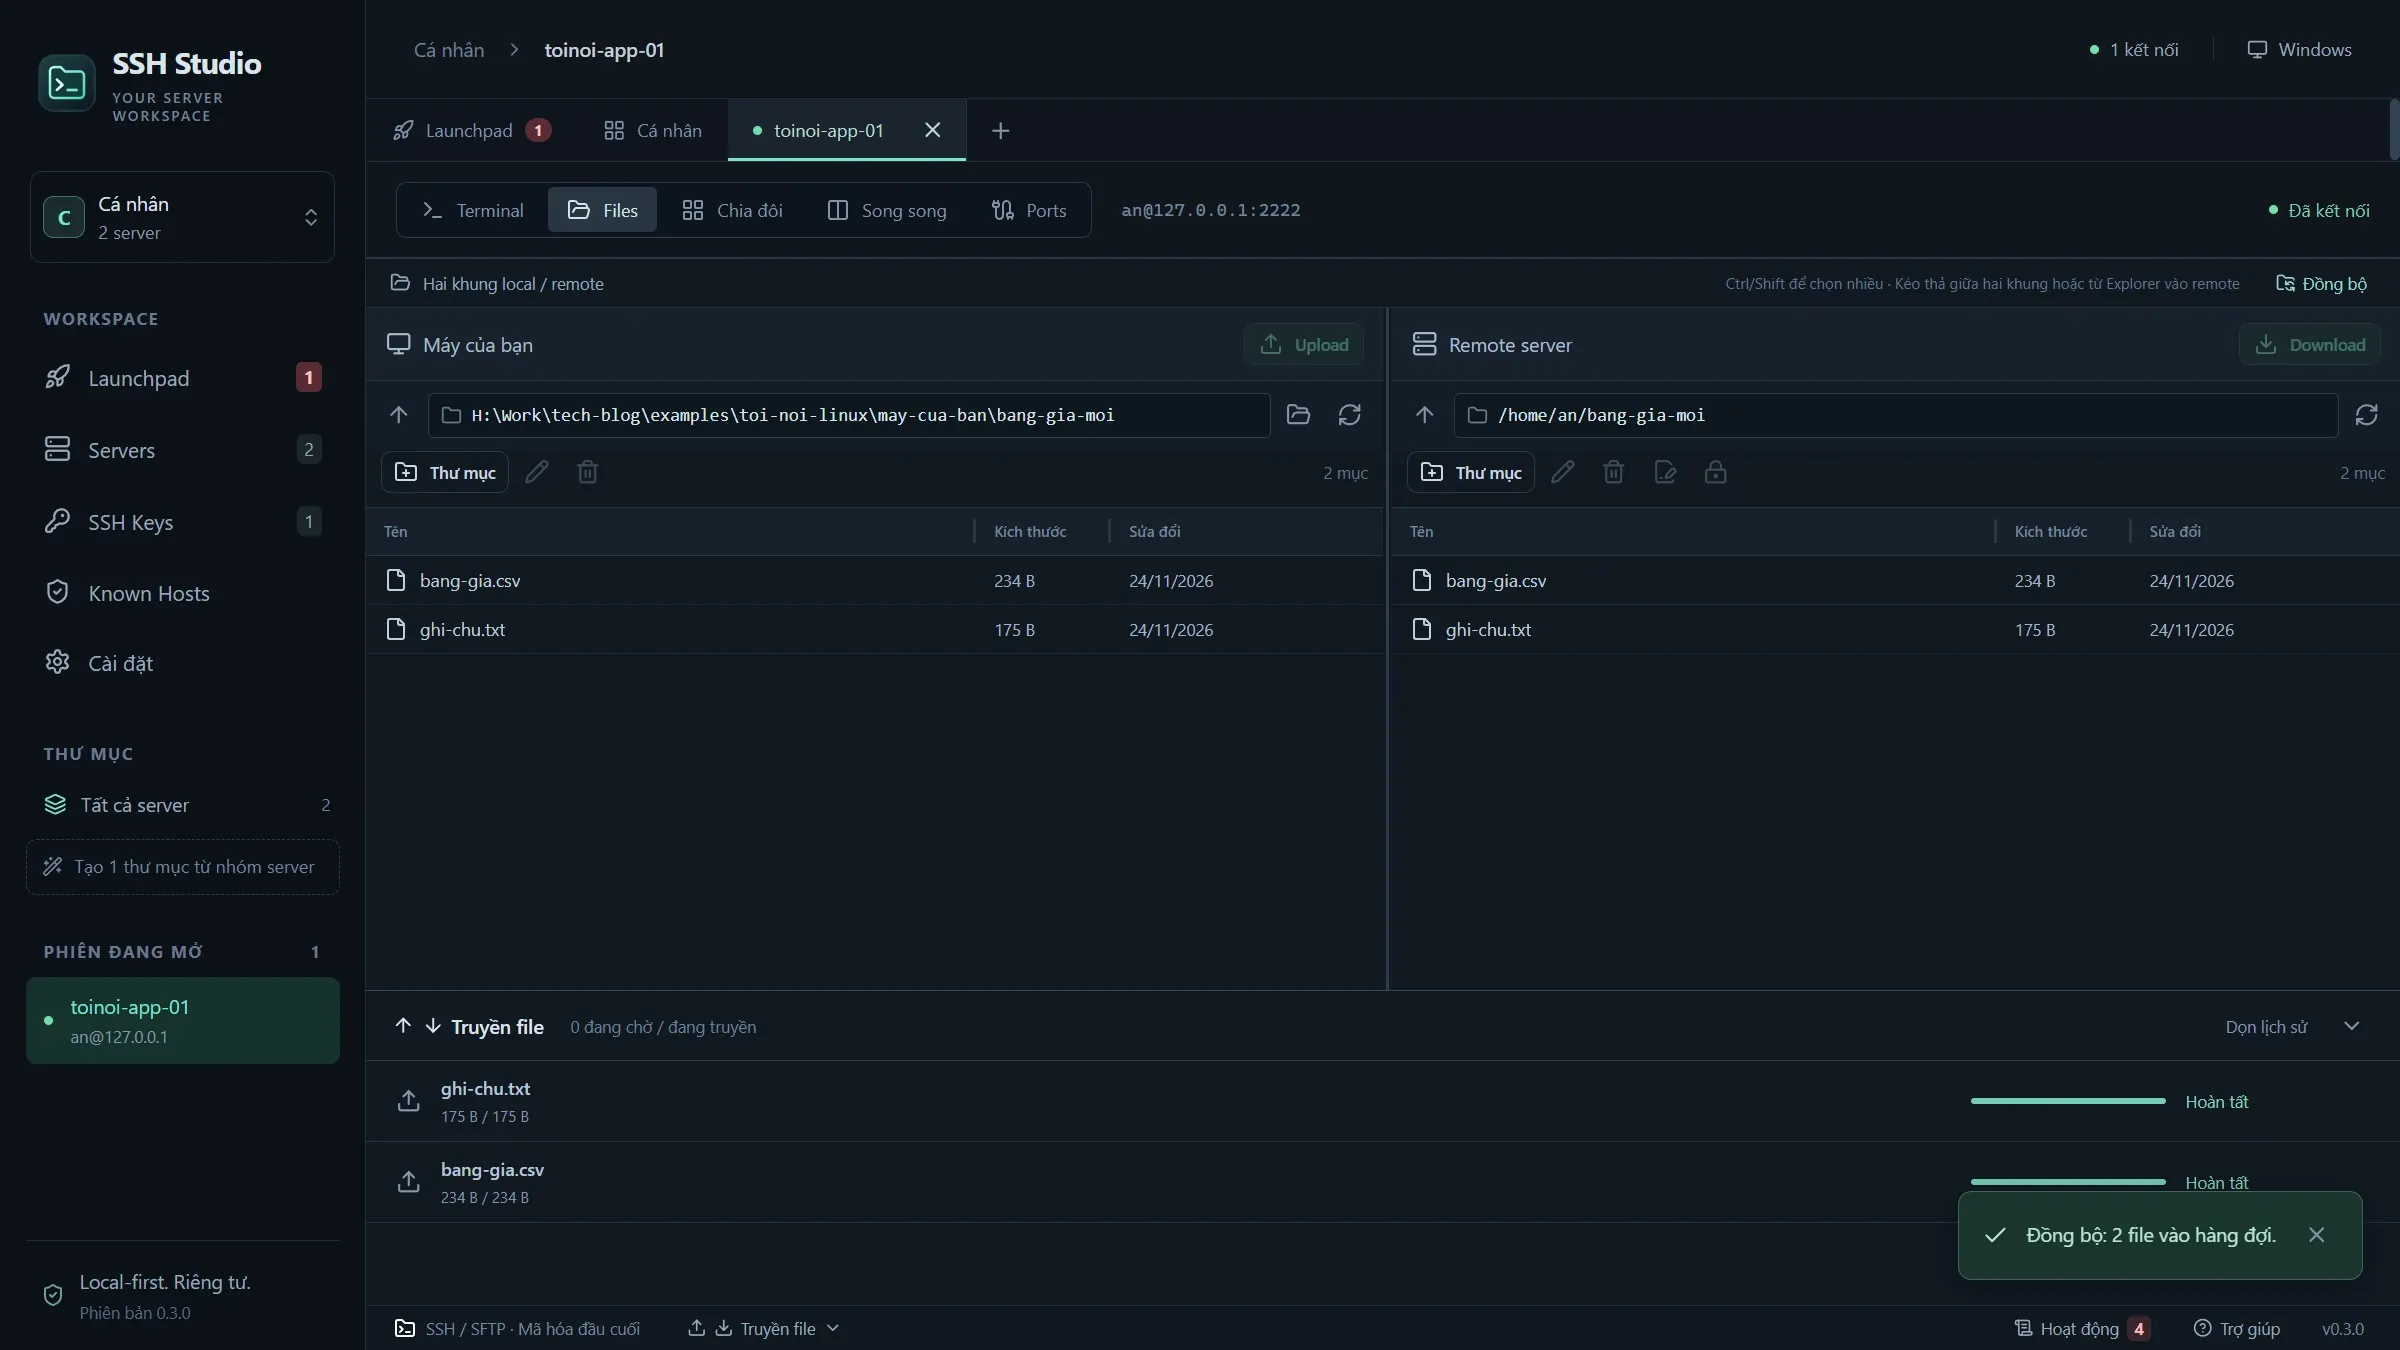 SSH Studio
YOUR SERVER
WORKSPACE
C
Cá nhân
2 server
WORKSPACE
Launchpad 1
Servers 2
SSH Keys 1
Known Hosts
Cài đặt
THƯ MỤC
Tất cả server 2
Tạo 1 thư mục từ nhóm server
PHIÊN ĐANG MỞ 1
toinoi-app-01
an@127.0.0.1
Local-first. Riêng tư.
Phiên bản 0.3.0
Cá nhân toinoi-app-01
1 kết nối Windows
Launchpad 1 Cá nhân toinoi-app-01
Terminal Files Chia đôi Song song Ports an@127.0.0.1:2222 Đã kết nối
Hai khung local / remote
Ctrl/Shift để chọn nhiều · Kéo thả giữa hai khung hoặc từ Explorer vào remote Đồng bộ
Máy của bạn Upload
H:\Work\tech-blog\examples\toi-noi-linux\may-cua-ban\bang-gia-moi
Thư mục 2 mục
Tên Kích thước Sửa đổi
bang-gia.csv 234 B 24/11/2026
ghi-chu.txt 175 B 24/11/2026
Remote server Download
/home/an/bang-gia-moi
Thư mục 2 mục
Tên Kích thước Sửa đổi
bang-gia.csv 234 B 24/11/2026
ghi-chu.txt 175 B 24/11/2026
Truyền file 0 đang chờ / đang truyền Dọn lịch sử
ghi-chu.txt
175 B / 175 B
Hoàn tất
bang-gia.csv
234 B / 234 B
Hoàn tất
Đồng bộ: 2 file vào hàng đợi.
SSH / SFTP · Mã hóa đầu cuối Truyền file
Hoạt động 4 Trợ giúp v0.3.0